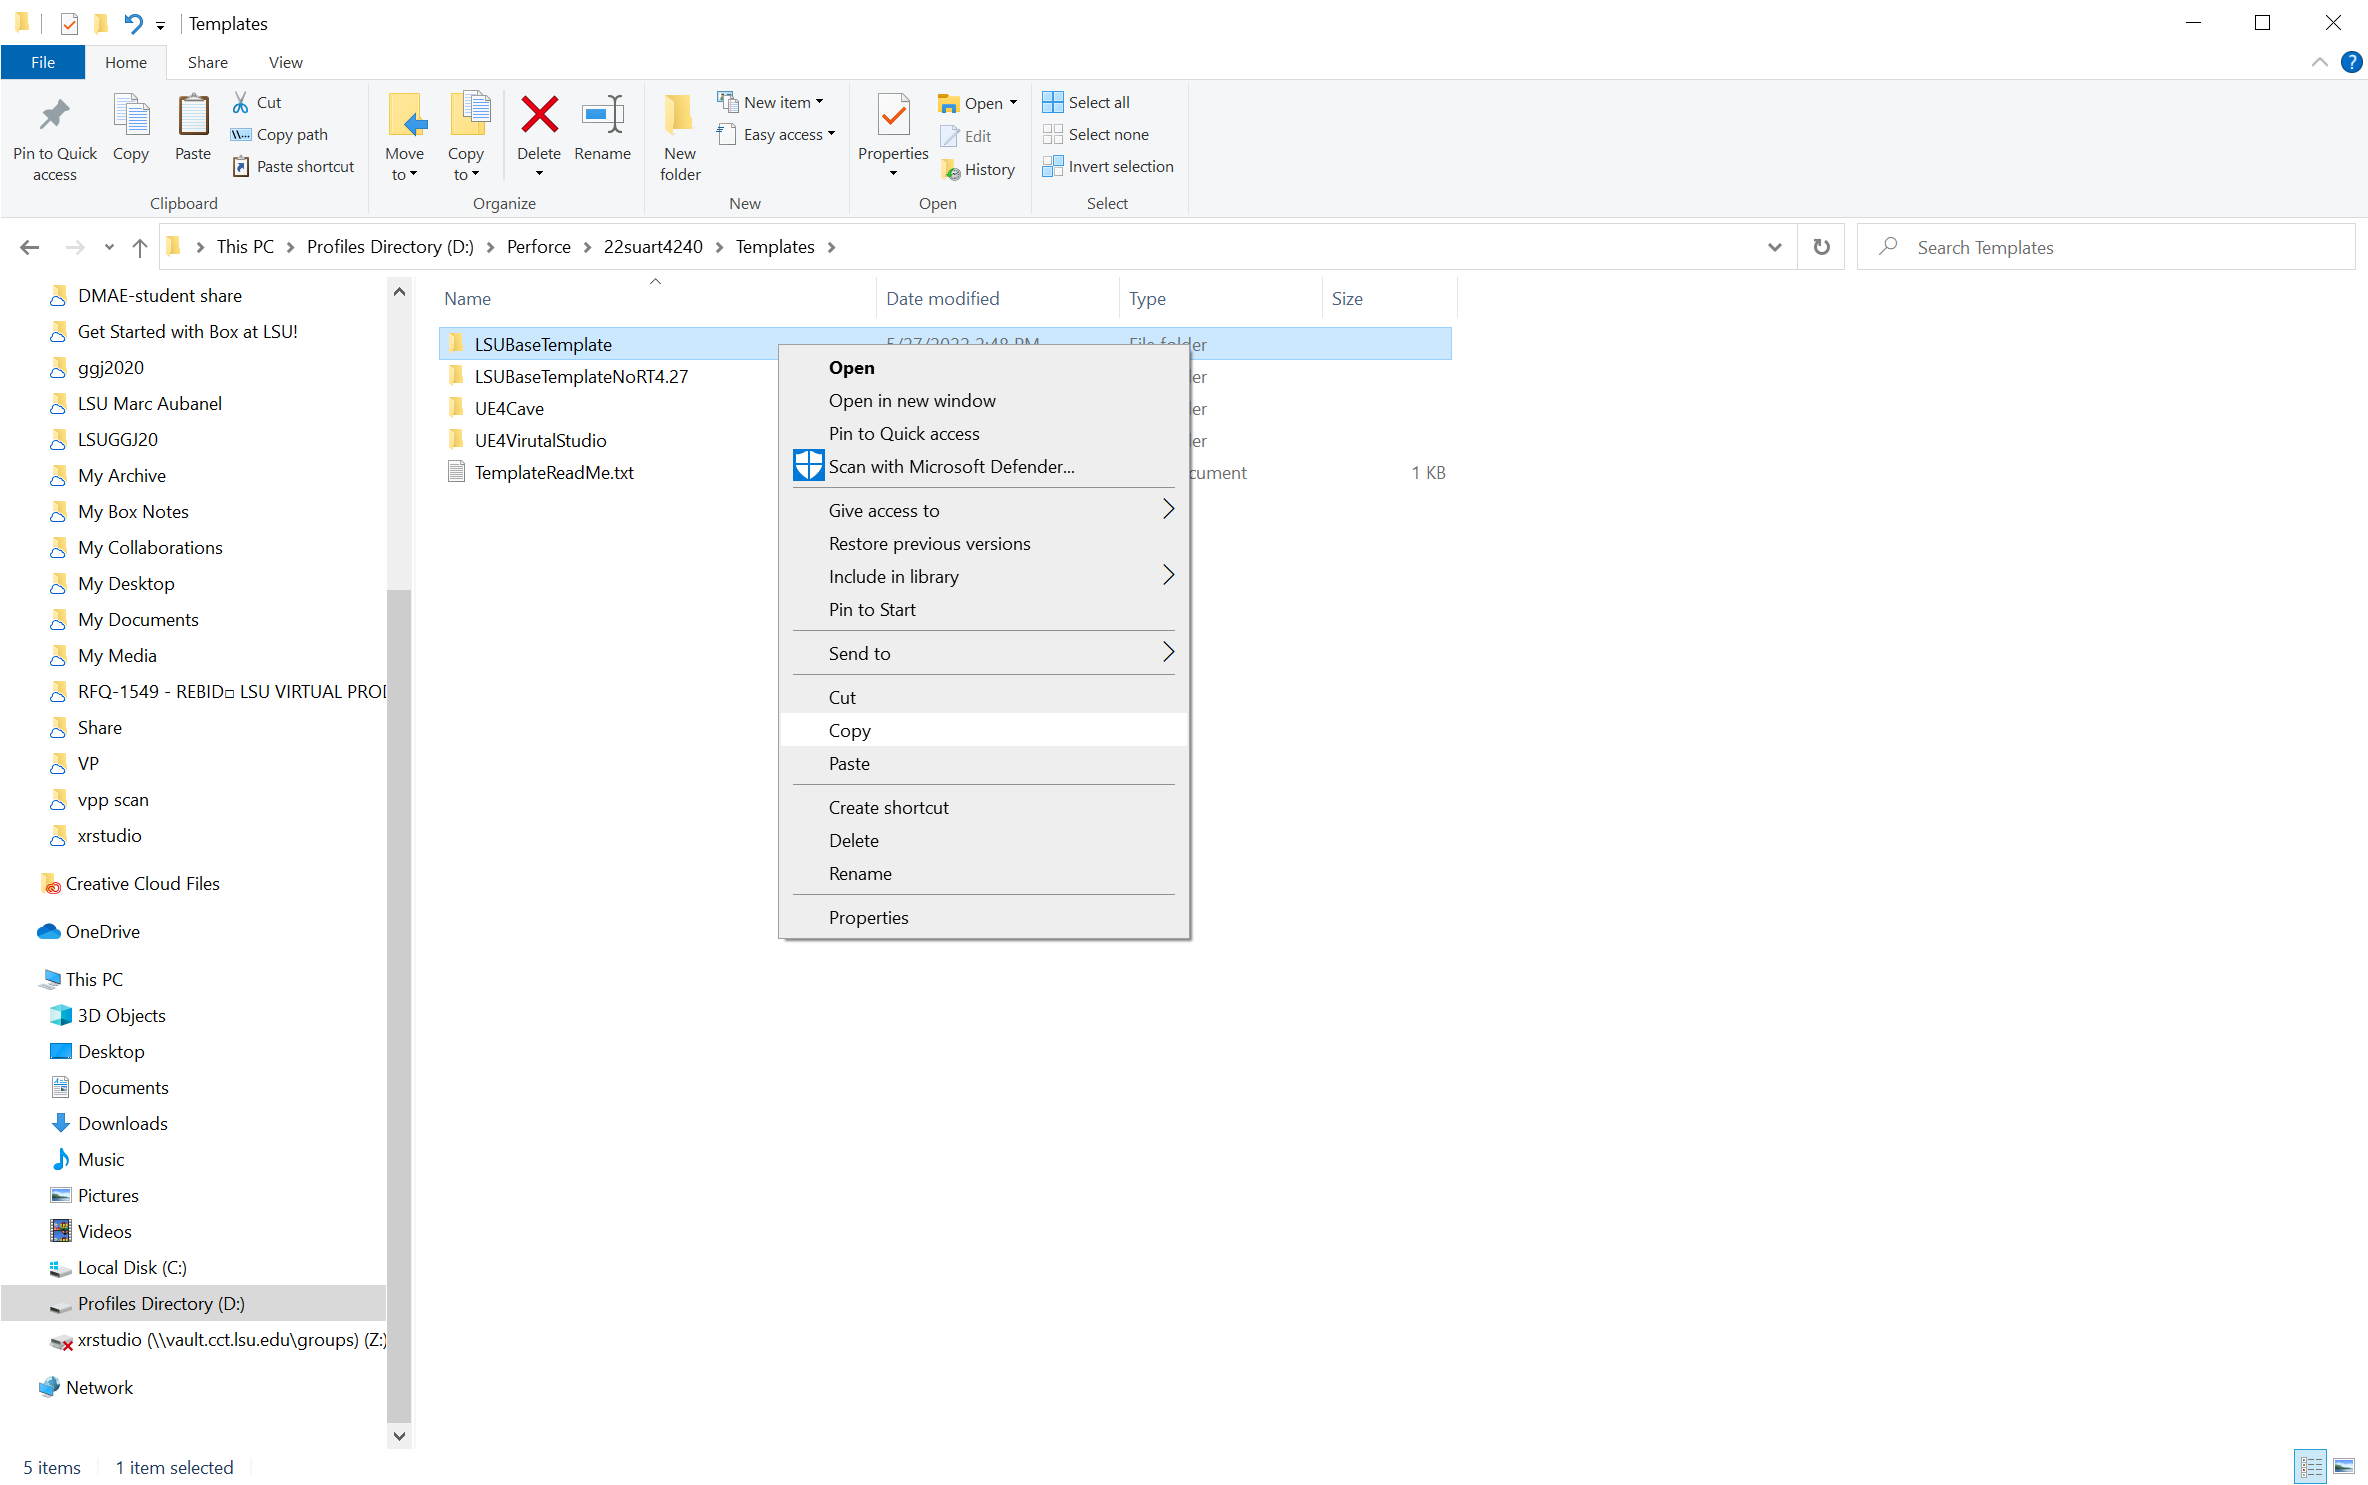 Templates
File Home Share View
Pin to Quick access
Copy
Paste
Cut
Copy path
Paste shortcut
Clipboard
Move to
Copy to
Delete
Rename
Organize
New folder
New item
Easy access
New
Properties
Open
Edit
History
Open
Select all
Select none
Invert selection
Select
This PC > Profiles Directory (D:) > Perforce > 22suart4240 > Templates >
Search Templates
DMAE-student share
Get Started with Box at LSU!
ggj2020
LSU Marc Aubanel
LSUGGJ20
My Archive
My Box Notes
My Collaborations
My Desktop
My Documents
My Media
RFQ-1549 - REBID□ LSU VIRTUAL PROD
Share
VP
vpp scan
xrstudio
Creative Cloud Files
OneDrive
This PC
3D Objects
Desktop
Documents
Downloads
Music
Pictures
Videos
Local Disk (C:)
Profiles Directory (D:)
xrstudio (\\vault.cct.lsu.edu\groups) (Z:)
Network
Name Date modified Type Size
LSUBaseTemplate 5/27/2022 2:48 PM File folder
LSUBaseTemplateNoRT4.27 er
UE4Cave er
UE4VirutalStudio er
TemplateReadMe.txt cument 1 KB
Open
Open in new window
Pin to Quick access
Scan with Microsoft Defender...
Give access to
Restore previous versions
Include in library
Pin to Start
Send to
Cut
Copy
Paste
Create shortcut
Delete
Rename
Properties
5 items 1 item selected